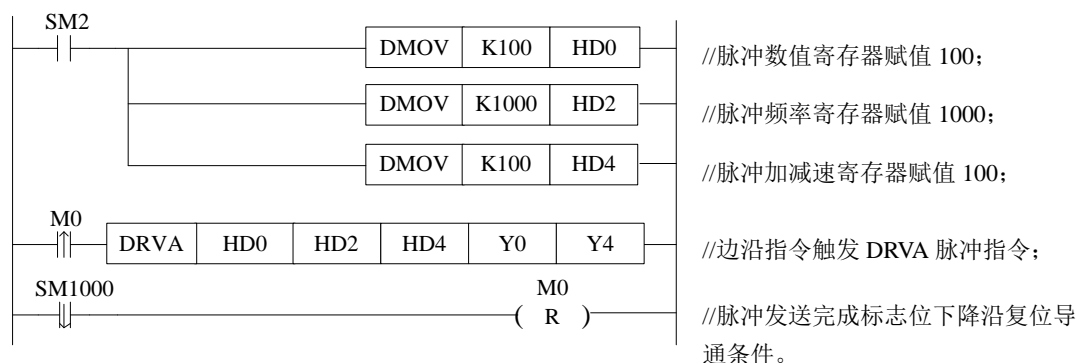 SM2
DMOV K100 HD0 //脉冲数值寄存器赋值 100；
DMOV K1000 HD2 //脉冲频率寄存器赋值 1000；
DMOV K100 HD4 //脉冲加减速寄存器赋值 100；
M0
DRVA HD0 HD2 HD4 Y0 Y4 //边沿指令触发 DRVA 脉冲指令；
SM1000 M0
( R ) //脉冲发送完成标志位下降沿复位导
通条件。